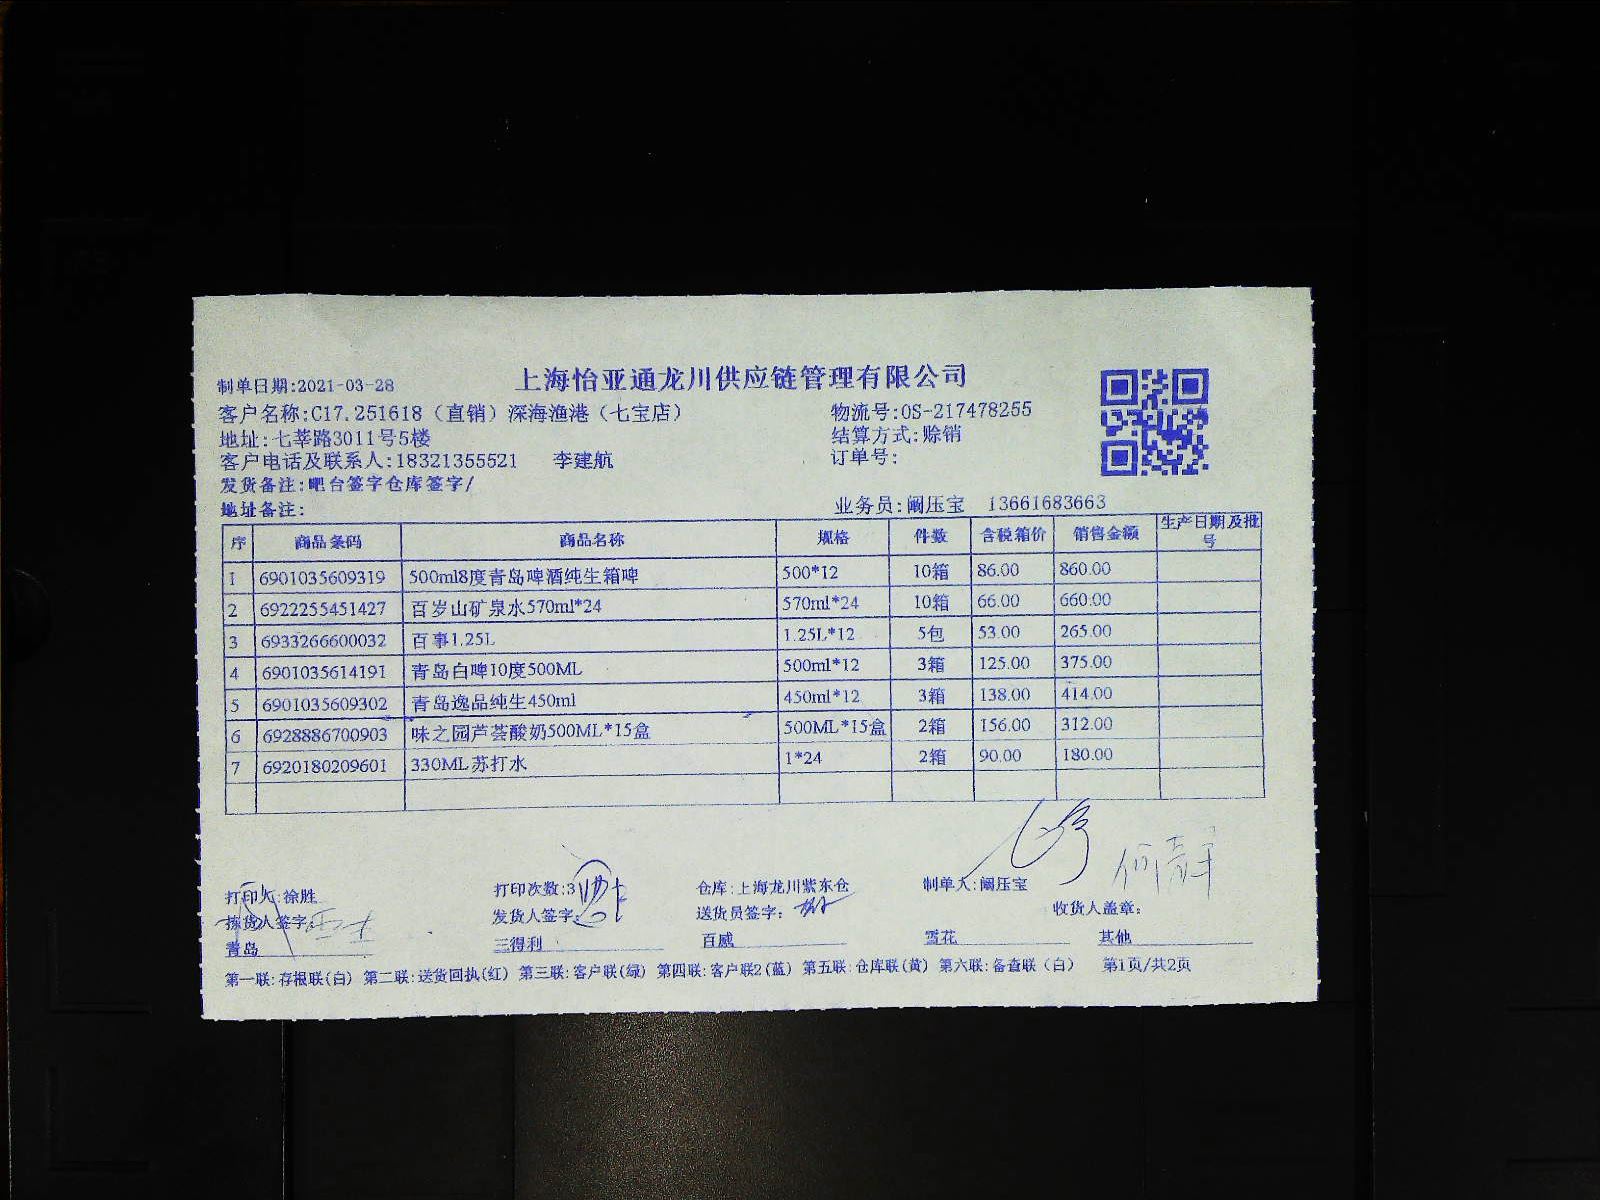 上海怡亚通龙川供应链管理有限公司
制单日期:2021-03-28
客户名称:C17.251618（直销）深海渔港（七宝店） 物流号:OS-217478255
地址:七莘路3011号5楼 结算方式:赊销
客户电话及联系人:18321355521 李建航 订单号:
发货备注:吧台签字仓库签字/
地址备注: 业务员:阚压宝 13661683663
序 商品条码 商品名称 规格 件数 含税箱价 销售金额 生产日期及批号
1 6901035609319 500ml8度青岛啤酒纯生箱啤 500*12 10箱 86.00 860.00
2 6922255451427 百岁山矿泉水570ml*24 570ml*24 10箱 66.00 660.00
3 6933266600032 百事1.25L 1.25L*12 5包 53.00 265.00
4 6901035614191 青岛白啤10度500ML 500ml*12 3箱 125.00 375.00
5 6901035609302 青岛逸品纯生450ml 450ml*12 3箱 138.00 414.00
6 6928886700903 味之园芦荟酸奶500ML*15盒 500ML*15盒 2箱 156.00 312.00
7 6920180209601 330ML苏打水 1*24 2箱 90.00 180.00
打印人:徐胜 打印次数:3 仓库:上海龙川紫东仓 制单人:阚压宝
拣货人签字: 发货人签字: 送货员签字: 收货人盖章:
青岛 三得利 百威 雪花 其他
第一联:存根联(白) 第二联:送货回执(红) 第三联:客户联(绿) 第四联:客户联2(蓝) 第五联:仓库联(黄) 第六联:备查联（白） 第1页/共2页